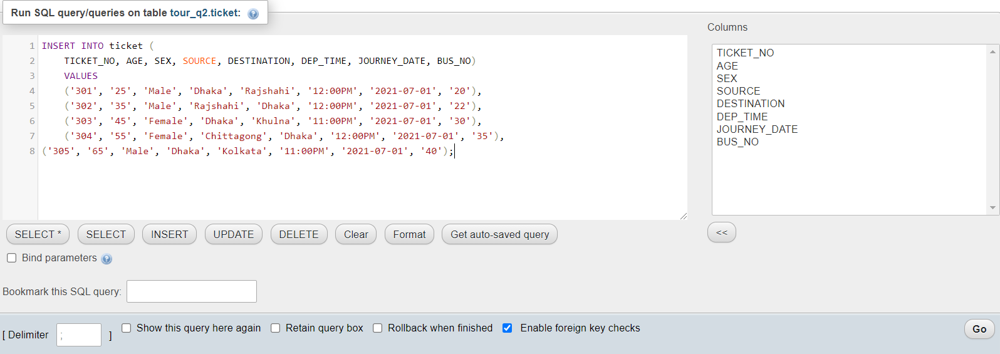 Run SQL query/queries on table tour_q2.ticket:
Columns
1 INSERT INTO ticket (
2 TICKET_NO, AGE, SEX, SOURCE, DESTINATION, DEP_TIME, JOURNEY_DATE, BUS_NO)
3 VALUES
4 ('301', '25', 'Male', 'Dhaka', 'Rajshahi', '12:00PM', '2021-07-01', '20'),
5 ('302', '35', 'Male', 'Rajshahi', 'Dhaka', '12:00PM', '2021-07-01', '22'),
6 ('303', '45', 'Female', 'Dhaka', 'Khulna', '11:00PM', '2021-07-01', '30'),
7 ('304', '55', 'Female', 'Chittagong', 'Dhaka', '12:00PM', '2021-07-01', '35'),
8 ('305', '65', 'Male', 'Dhaka', 'Kolkata', '11:00PM', '2021-07-01', '40');
TICKET_NO
AGE
SEX
SOURCE
DESTINATION
DEP_TIME
JOURNEY_DATE
BUS_NO
SELECT * SELECT INSERT UPDATE DELETE Clear Format Get auto-saved query <<
Bind parameters
Bookmark this SQL query:
[ Delimiter ; ] Show this query here again Retain query box Rollback when finished Enable foreign key checks Go